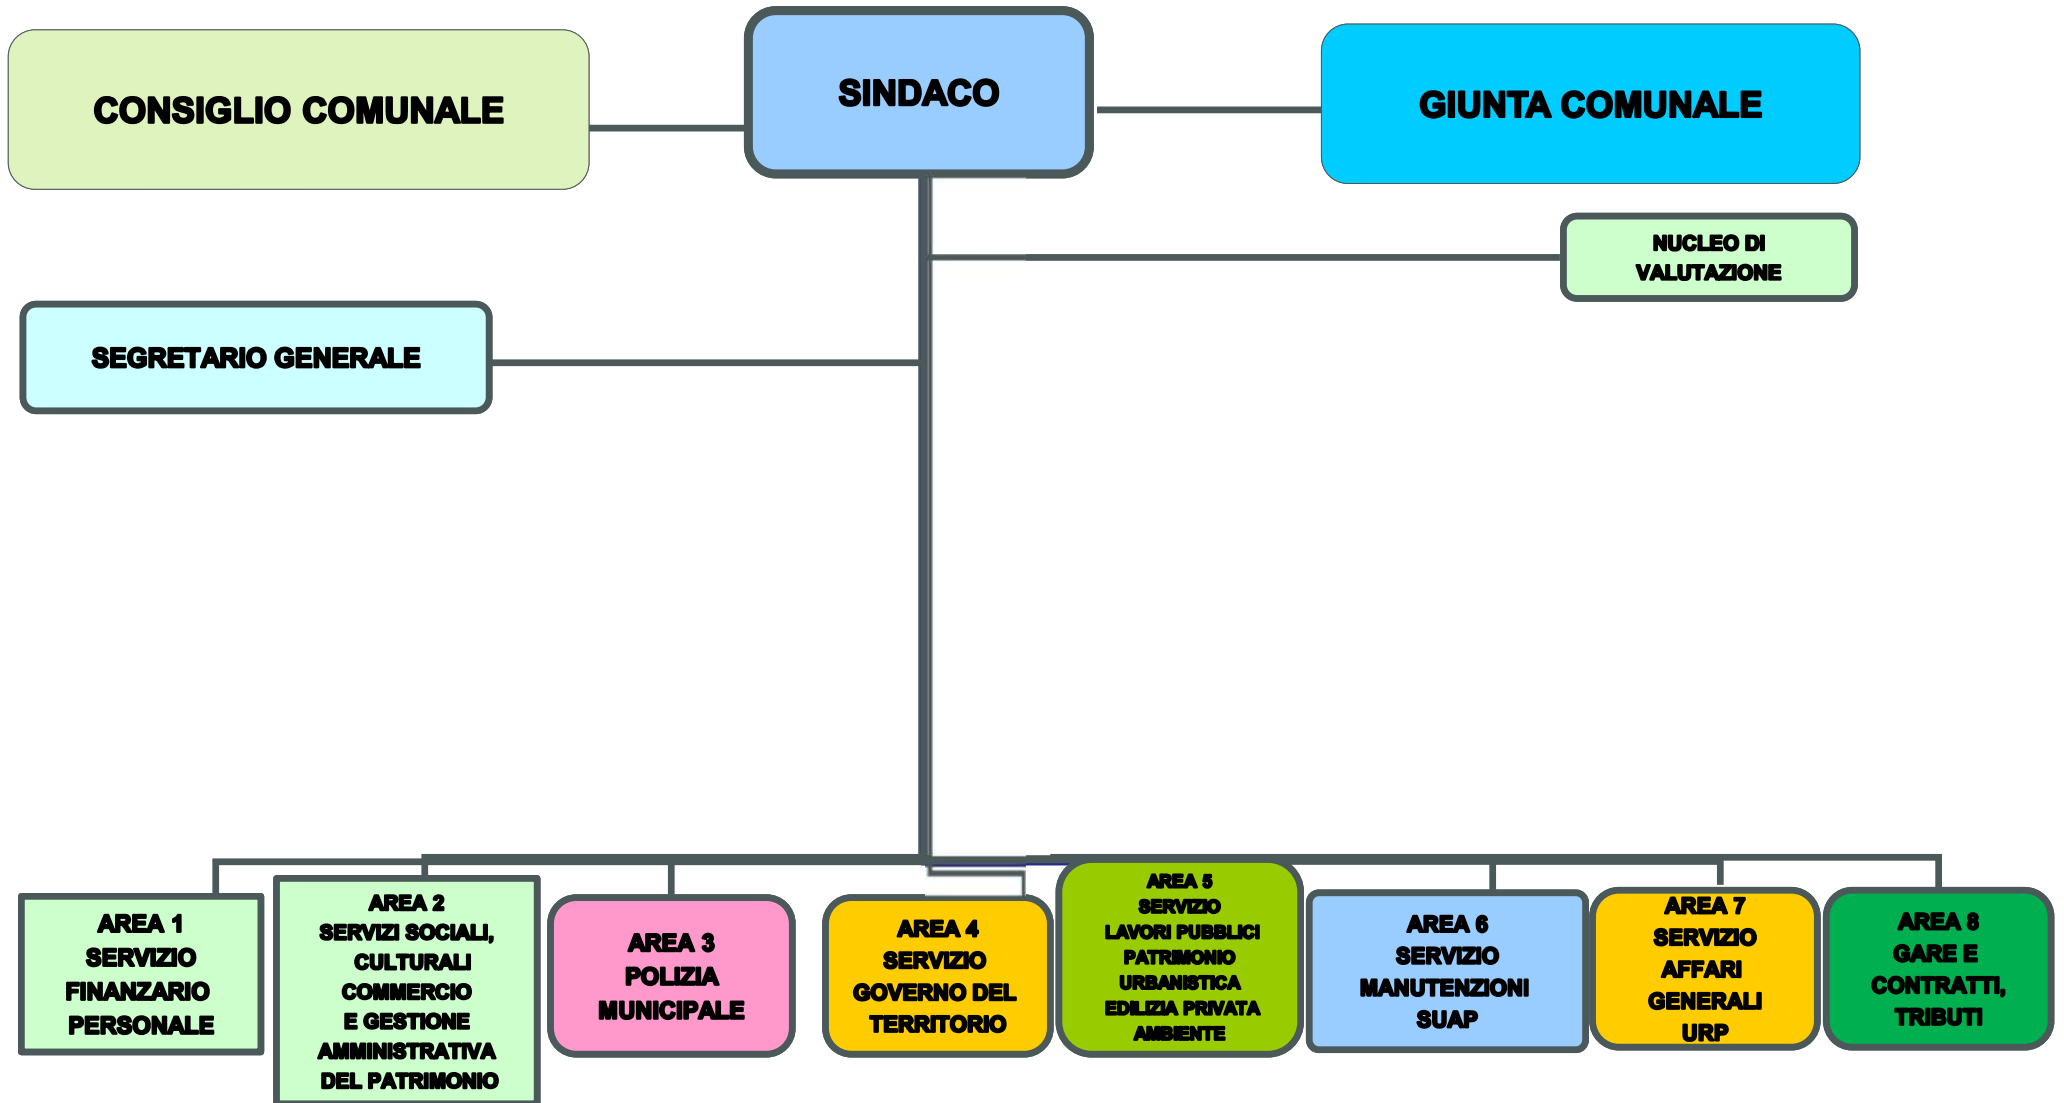 CONSIGLIO COMUNALE
SINDACO
GIUNTA COMUNALE
NUCLEO DI
VALUTAZIONE
SEGRETARIO GENERALE
AREA 1
SERVIZIO
FINANZARIO
PERSONALE
AREA 2
SERVIZI SOCIALI,
CULTURALI
COMMERCIO
E GESTIONE
AMMINISTRATIVA
DEL PATRIMONIO
AREA 3
POLIZIA
MUNICIPALE
AREA 4
SERVIZIO
GOVERNO DEL
TERRITORIO
AREA 5
SERVIZIO
LAVORI PUBBLICI
PATRIMONIO
URBANISTICA
EDILIZIA PRIVATA
AMBIENTE
AREA 6
SERVIZIO
MANUTENZIONI
SUAP
AREA 7
SERVIZIO
AFFARI
GENERALI
URP
AREA 8
GARE E
CONTRATTI,
TRIBUTI